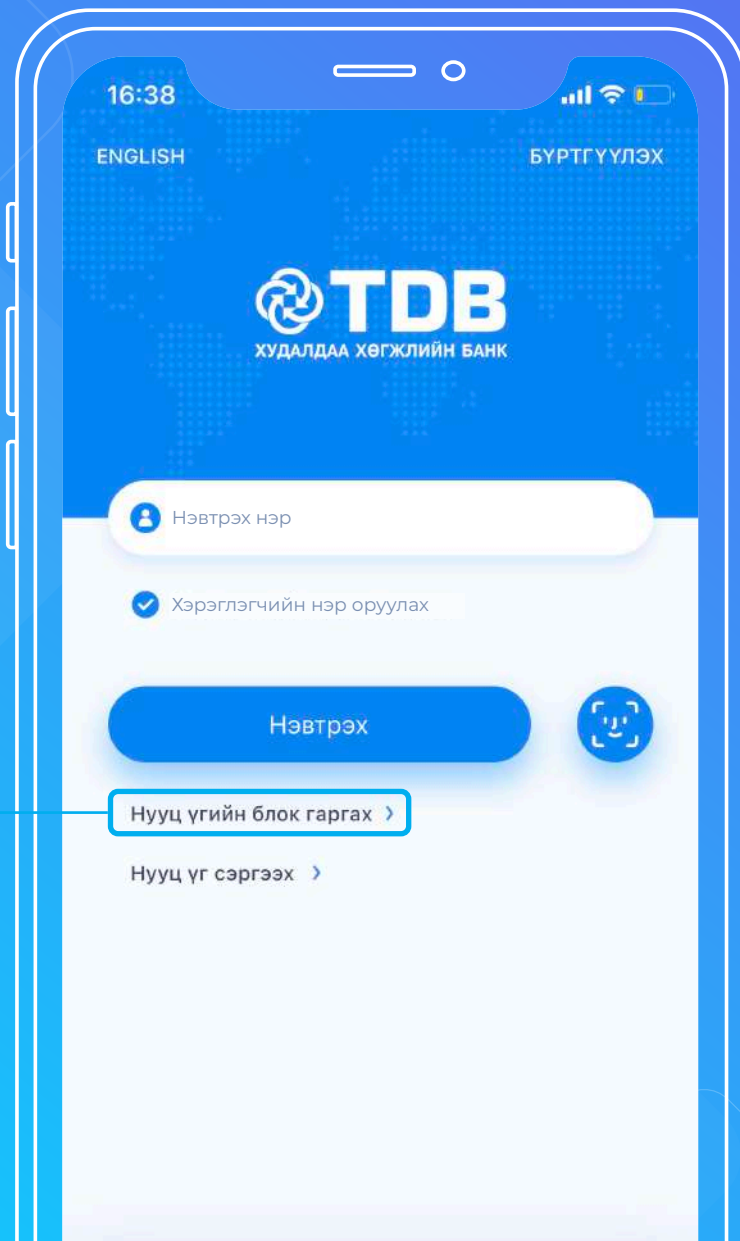 16:38
ENGLISH
БҮРТГҮҮЛЭХ
TDB
ХУДАЛДАА ХӨГЖЛИЙН БАНК
Нэвтрэх нэр
Хэрэглэгчийн нэр оруулах
Нэвтрэх
Нууц үгийн блок гаргах
Нууц үг сэргээх